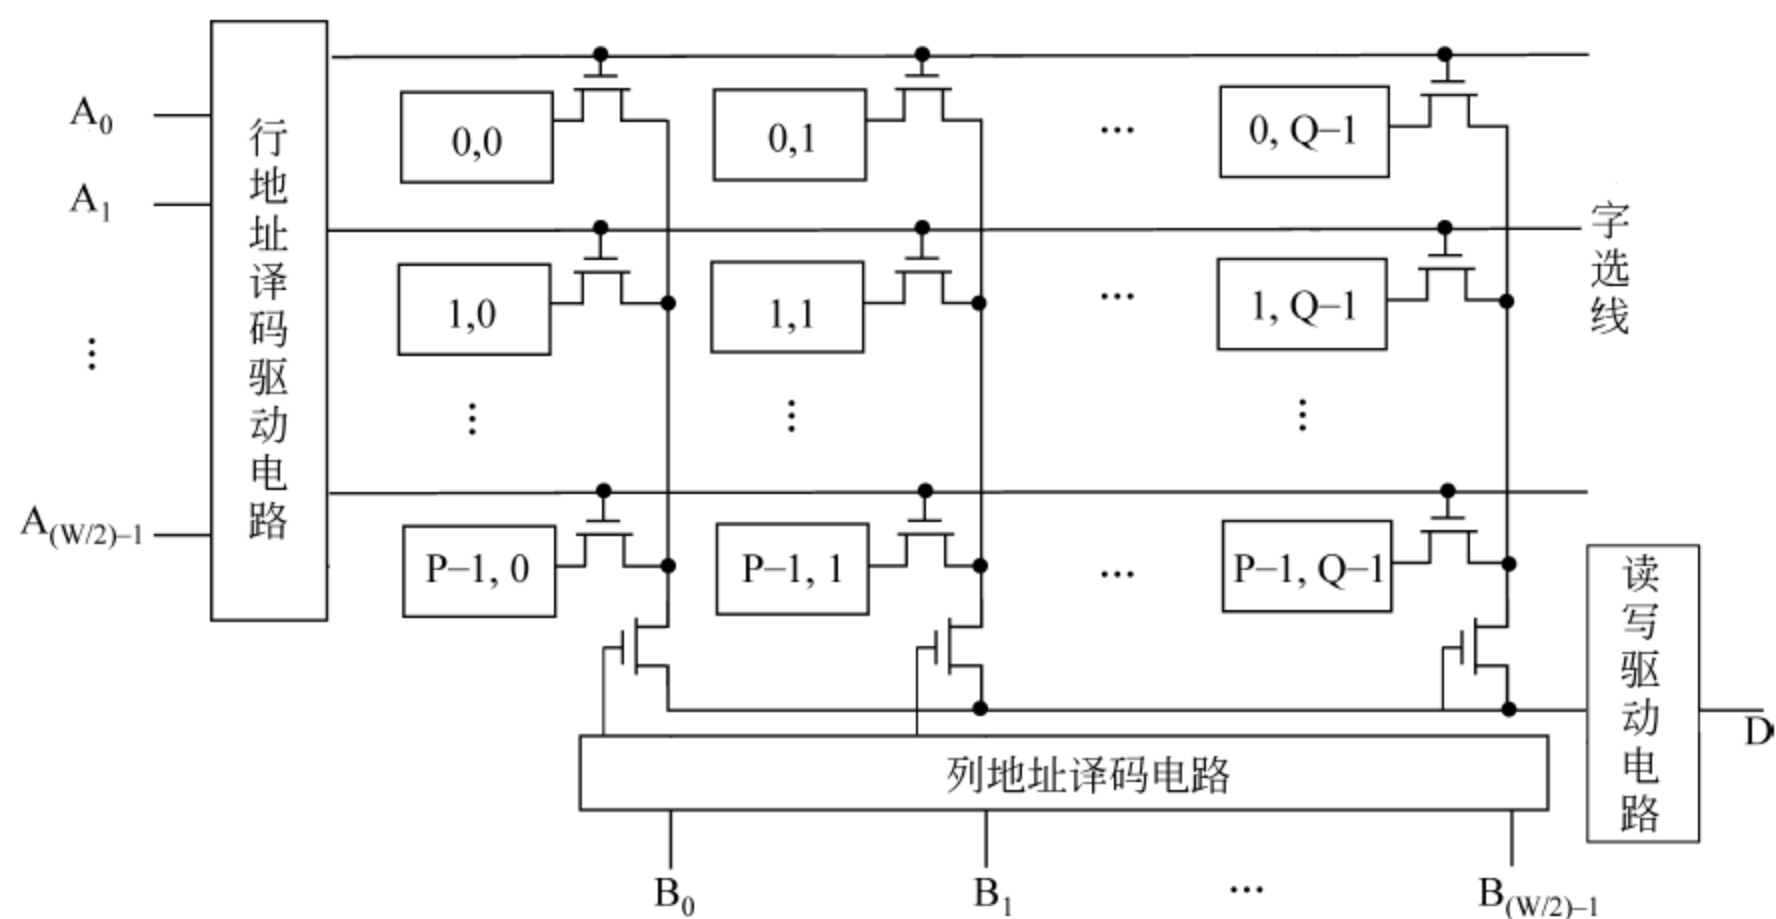 A0
A1
⋮
A(W/2)–1
行地址译码驱动电路
0,0
0,1
...
0, Q–1
1,0
1,1
...
1, Q–1
⋮
⋮
⋮
P–1, 0
P–1, 1
...
P–1, Q–1
字选线
读写驱动电路
D
列地址译码电路
B0
B1
...
B(W/2)–1